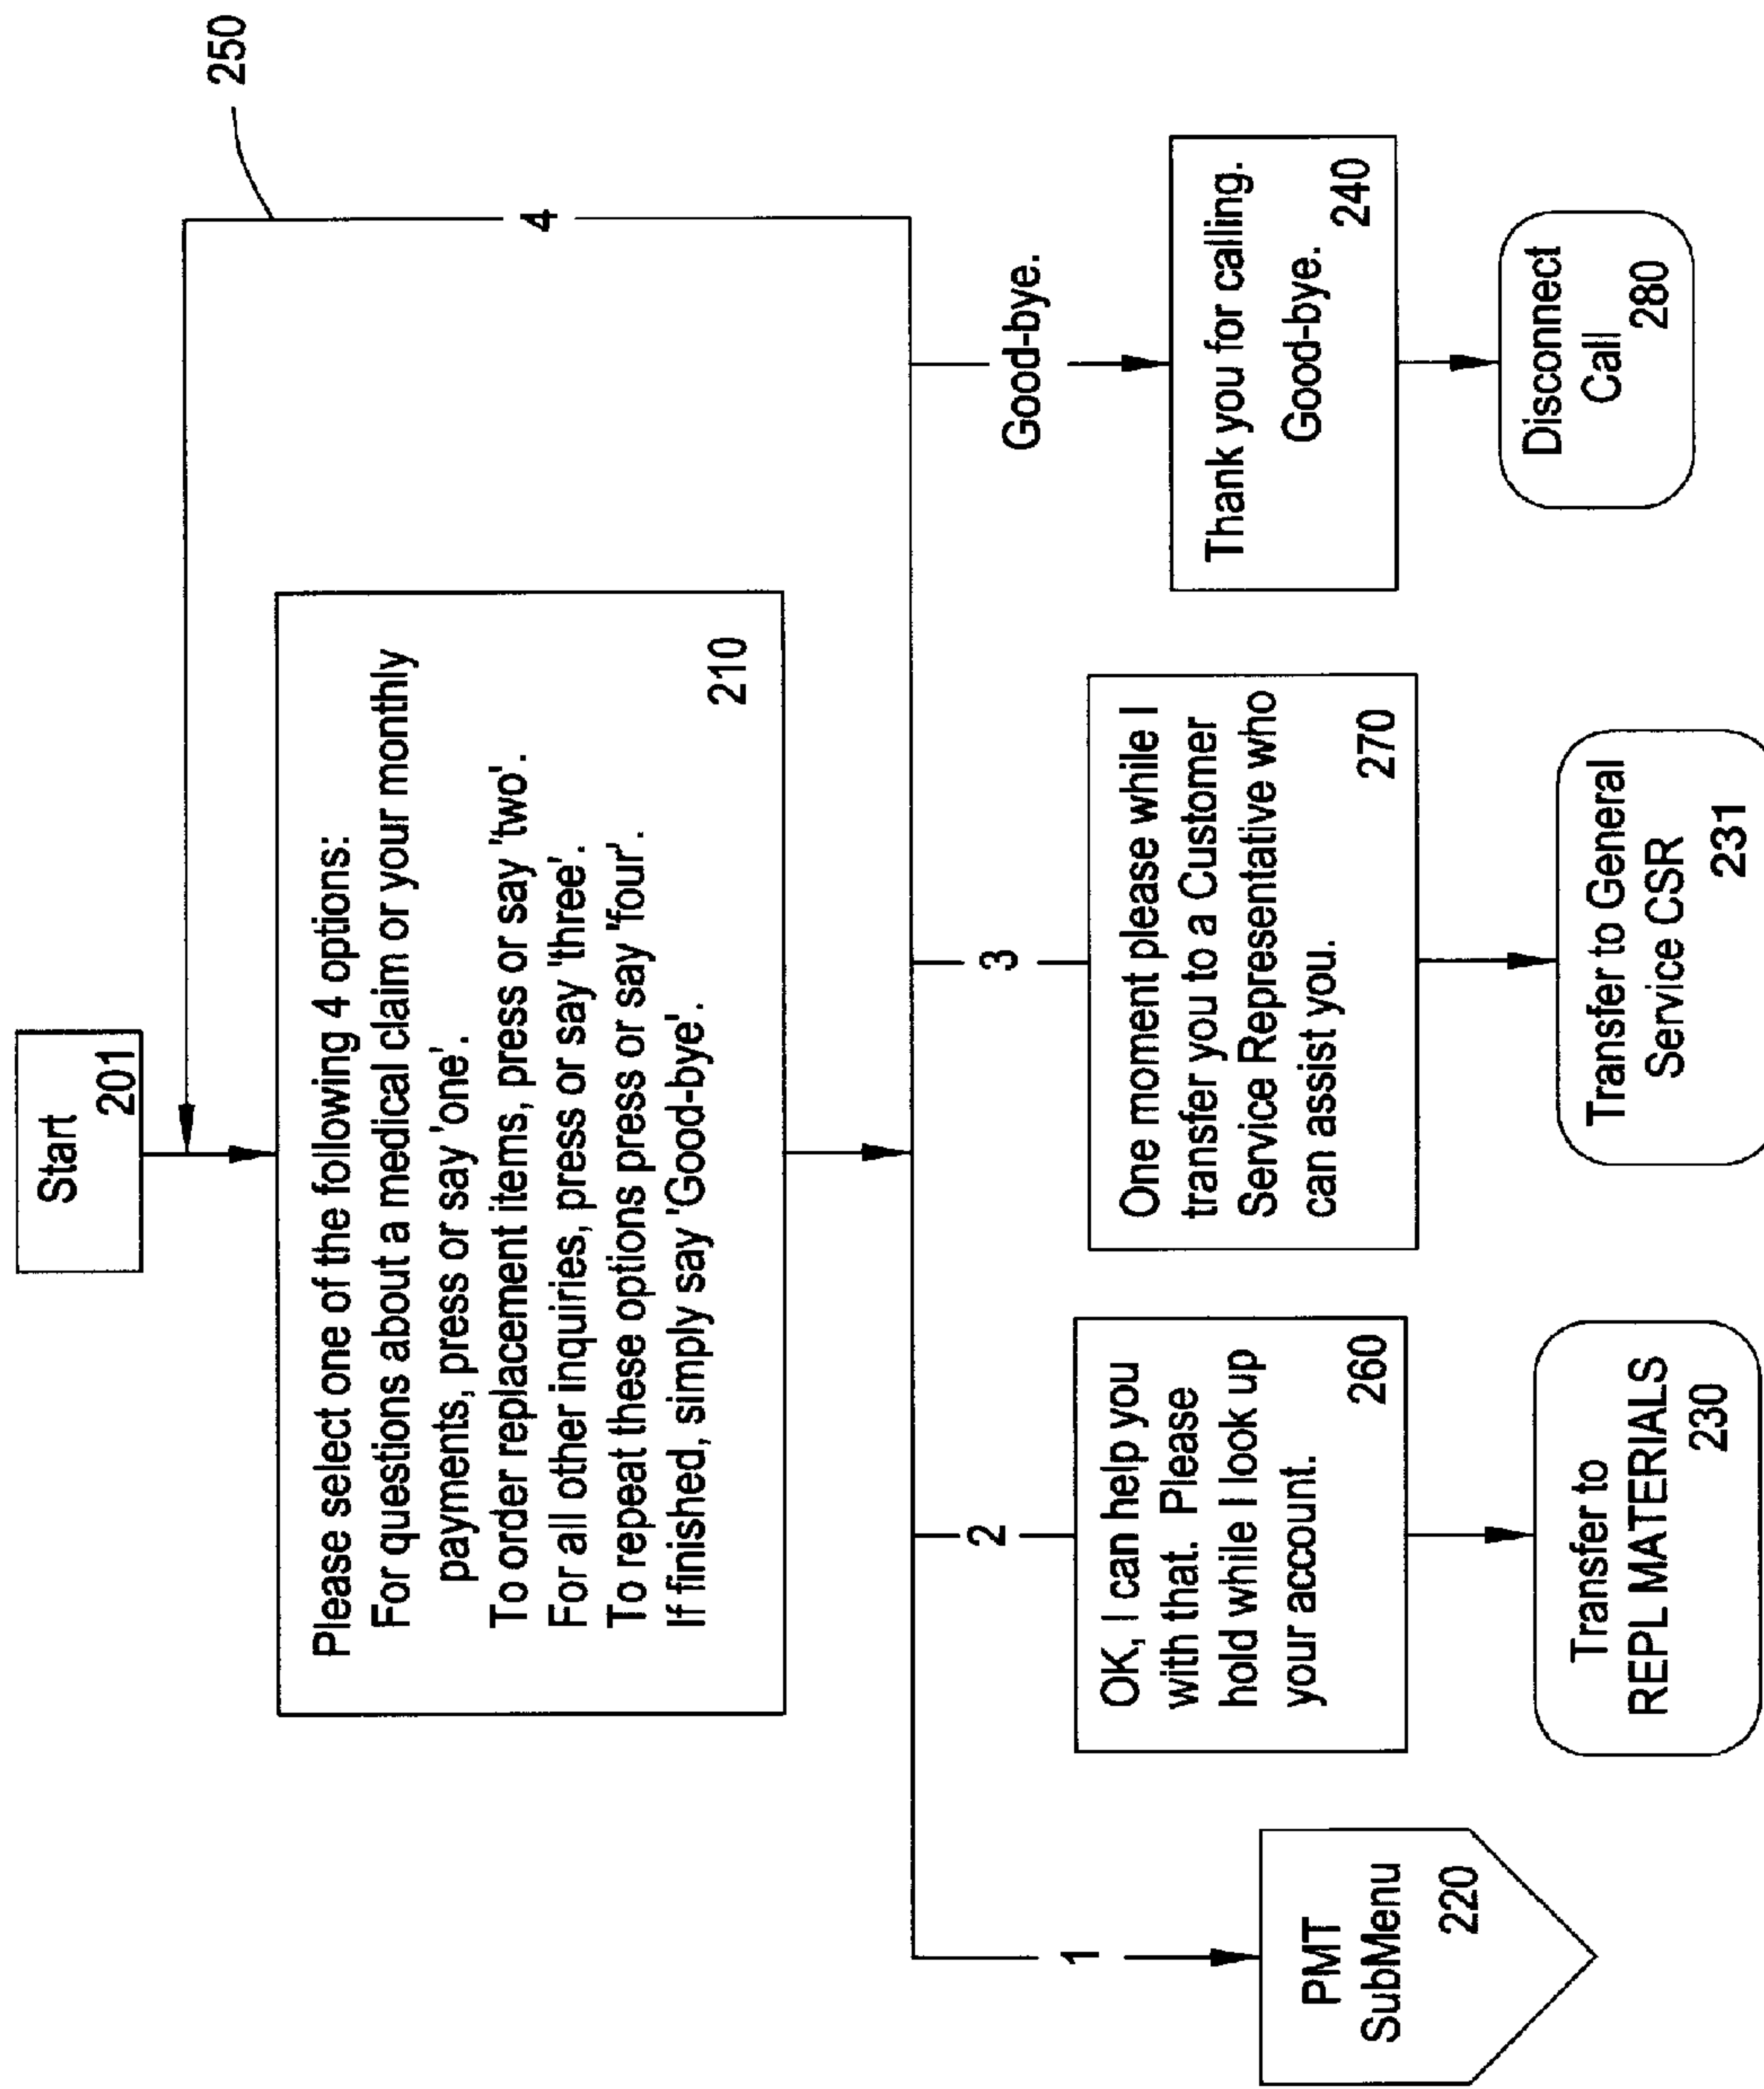 Start
201
250
Please select one of the following 4 options:
For questions about a medical claim or your monthly
payments, press or say 'one'.
To order replacement items, press or say 'two'.
For all other inquiries, press or say 'three'.
To repeat these options press or say 'four'.
If finished, simply say 'Good-bye'.
210
4
1
PMT
SubMenu
220
2
OK, I can help you
with that. Please
hold while I look up
your account.
260
Transfer to
REPL MATERIALS
230
3
One moment please while I
transfer you to a Customer
Service Representative who
can assist you.
270
Transfer to General
Service CSR
231
Good-bye.
Thank you for calling.
Good-bye.
240
Disconnect
Call
280